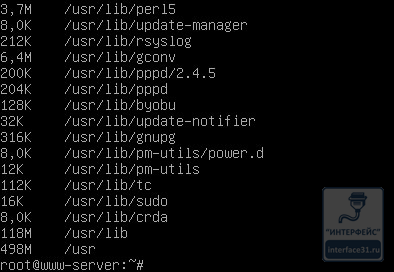 3,7M /usr/lib/perl5
8,0K /usr/lib/update-manager
212K /usr/lib/rsyslog
6,4M /usr/lib/gconv
200K /usr/lib/pppd/2.4.5
204K /usr/lib/pppd
128K /usr/lib/byobu
32K /usr/lib/update-notifier
316K /usr/lib/gnupg
8,0K /usr/lib/pm-utils/power.d
12K /usr/lib/pm-utils
112K /usr/lib/tc
16K /usr/lib/sudo
8,0K /usr/lib/crda
118M /usr/lib
498M /usr
root@www-server:~#
"ИНТЕРФЕЙС"
interface31.ru